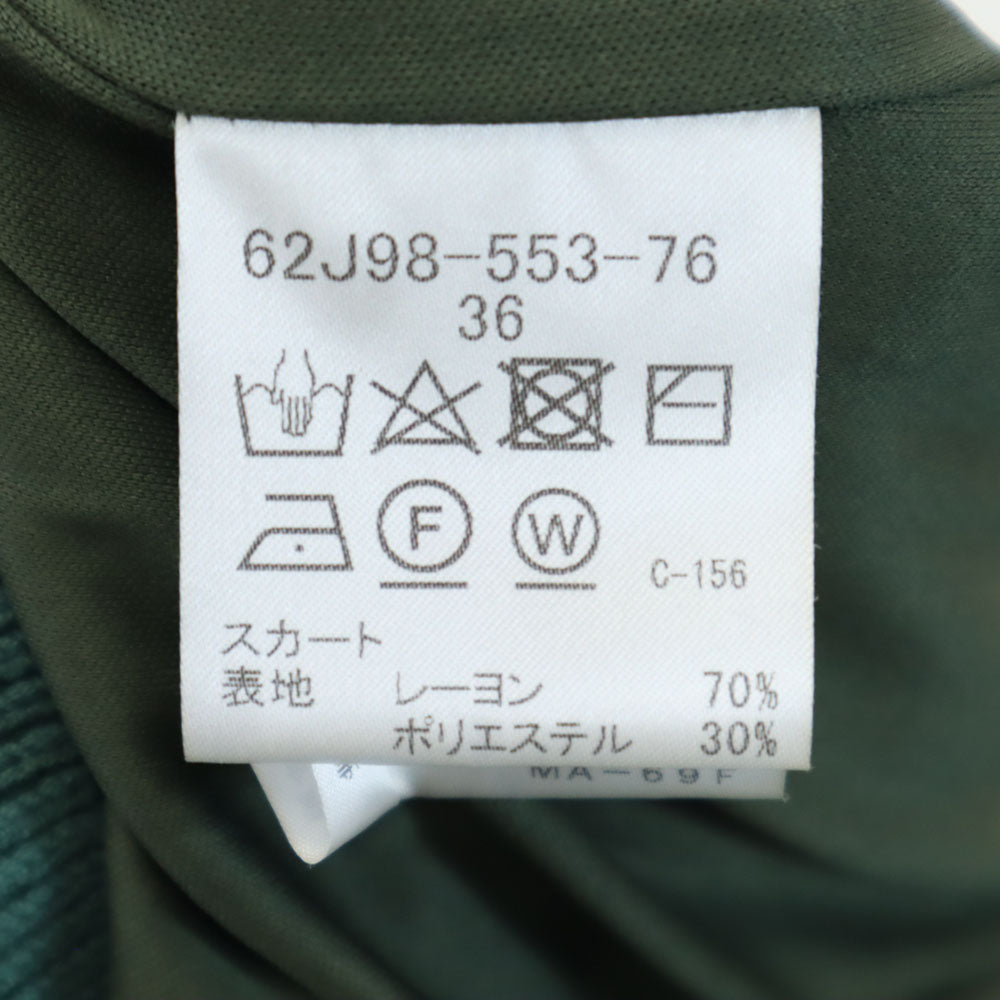 62J98-553-76
36
F W C-156
スカート
表地 レーヨン 70%
ポリエステル 30%
MA-69F